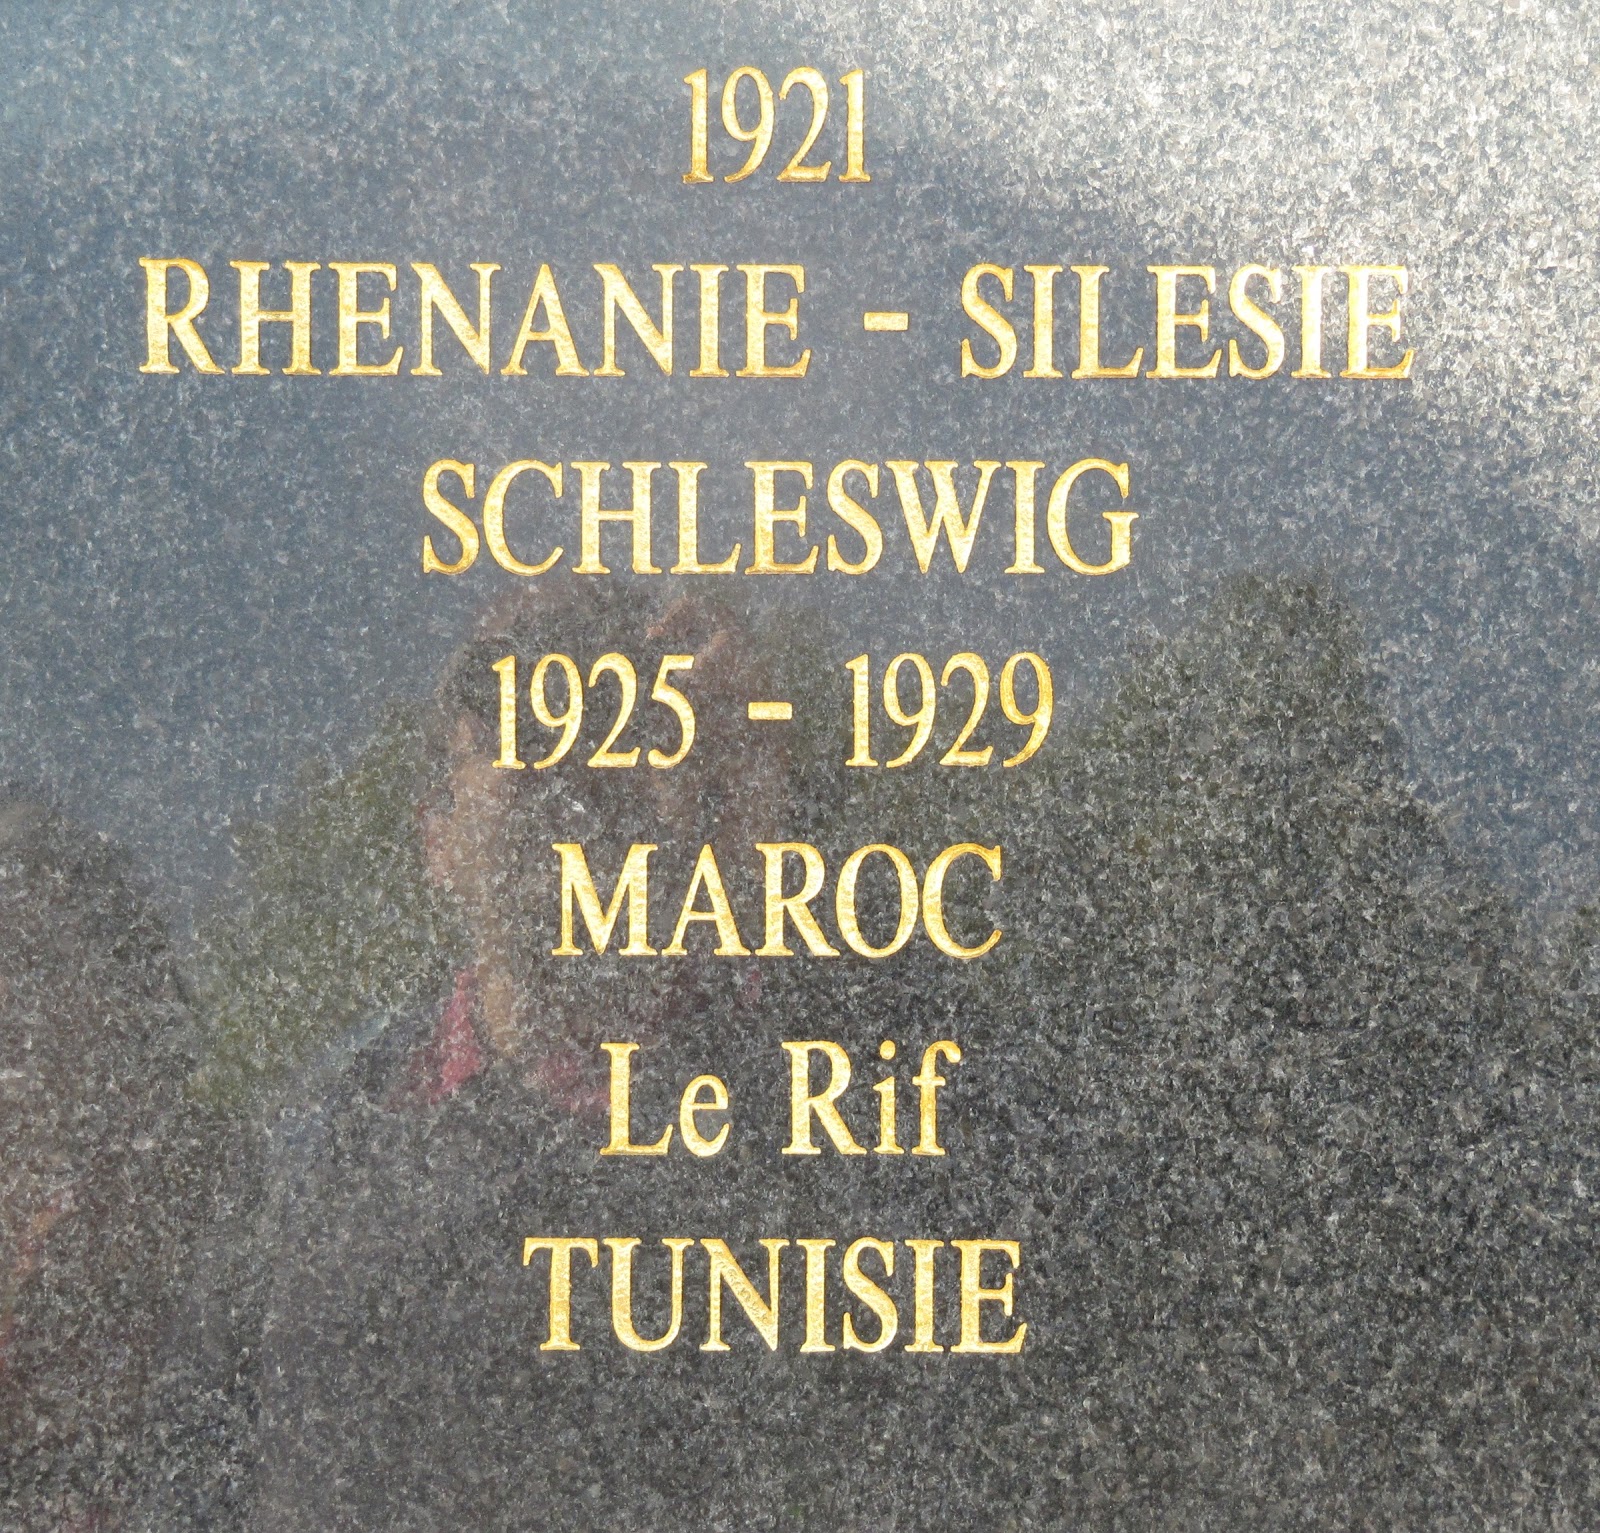 1921
RHENANIE - SILESIE
SCHLESWIG
1925 - 1929
MAROC
Le Rif
TUNISIE